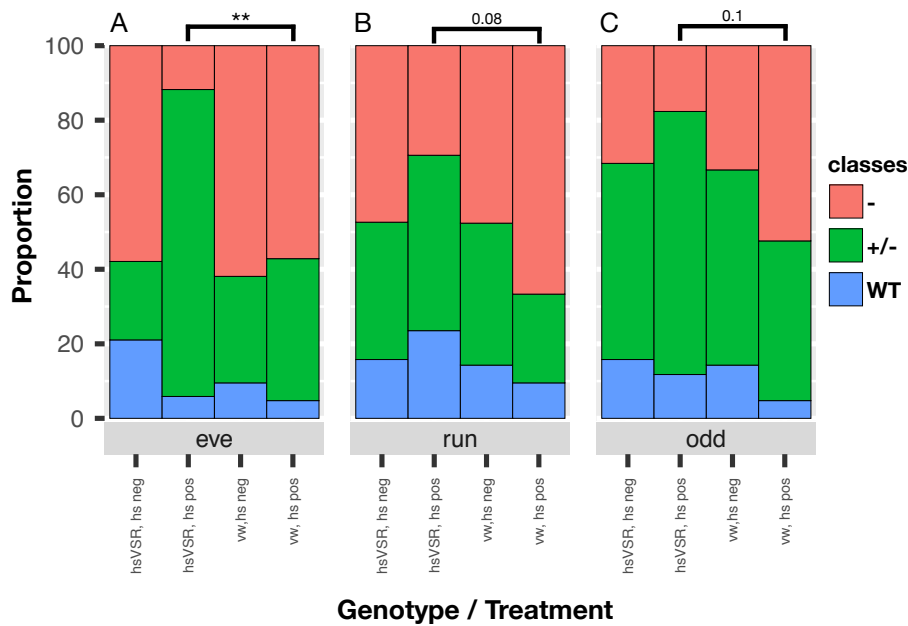 A
**
B
0.08
C
0.1
Proportion
100
80
60
40
20
0
classes
-
+/-
WT
eve
run
odd
hsVSR, hs neg
hsVSR, hs pos
vw,hs neg
vw, hs pos
hsVSR, hs neg
hsVSR, hs pos
vw,hs neg
vw, hs pos
hsVSR, hs neg
hsVSR, hs pos
vw,hs neg
vw, hs pos
Genotype / Treatment